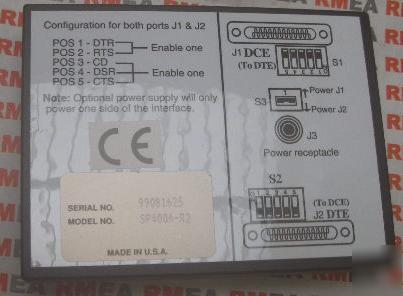 Configuration for both ports J1 & J2
POS 1 - DTR
POS 2 - RTS
Enable one
POS 3 - CD
POS 4 - DSR
POS 5 - CTS
Enable one
Note: Optional power supply will only
power one side of the interface.
CE
SERIAL NO. 99081625
MODEL NO. SP400A-R2
MADE IN U.S.A.
J1 DCE
(To DTE)
S1
Power J1
S3
Power J2
J3
Power receptacle
S2
(To DCE)
J2 DTE
RMEA